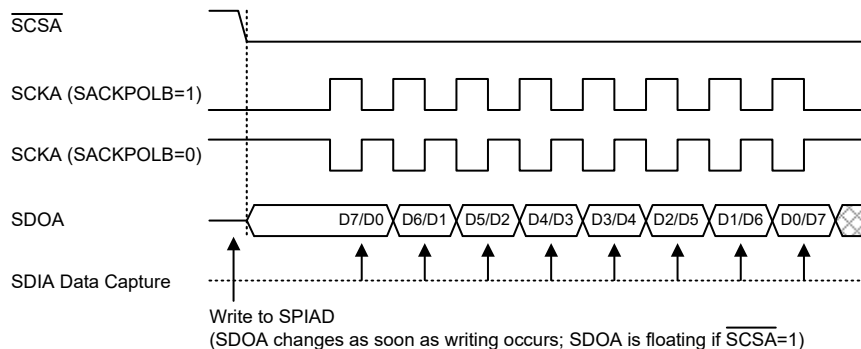 SCSA
SCKA (SACKPOLB=1)
SCKA (SACKPOLB=0)
SDOA
D7/D0 D6/D1 D5/D2 D4/D3 D3/D4 D2/D5 D1/D6 D0/D7
SDIA Data Capture
Write to SPIAD
(SDOA changes as soon as writing occurs; SDOA is floating if SCSA=1)